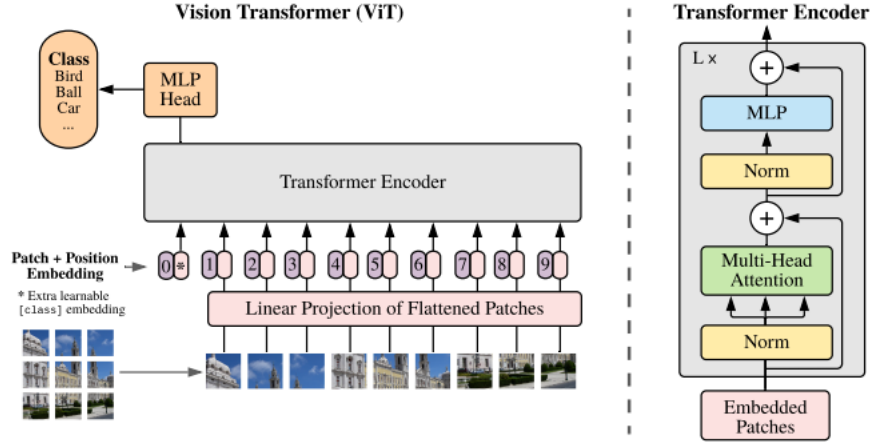 Vision Transformer (ViT)
Class
Bird
Ball
Car
...
MLP
Head
Transformer Encoder
Patch + Position
Embedding
0 * 1 2 3 4 5 6 7 8 9
* Extra learnable
[class] embedding
Linear Projection of Flattened Patches
Transformer Encoder
L ×
+
MLP
Norm
+
Multi-Head
Attention
Norm
Embedded
Patches